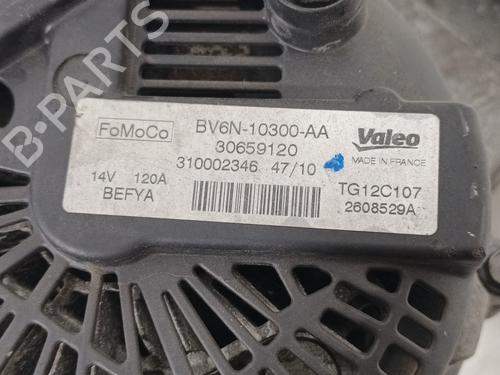 FoMoCo
BV6N-10300-AA
Valeo
30659120
MADE IN FRANCE
310002346 47/10
14V 120A
BEFYA
TG12C107
2608529A
B-PARTS